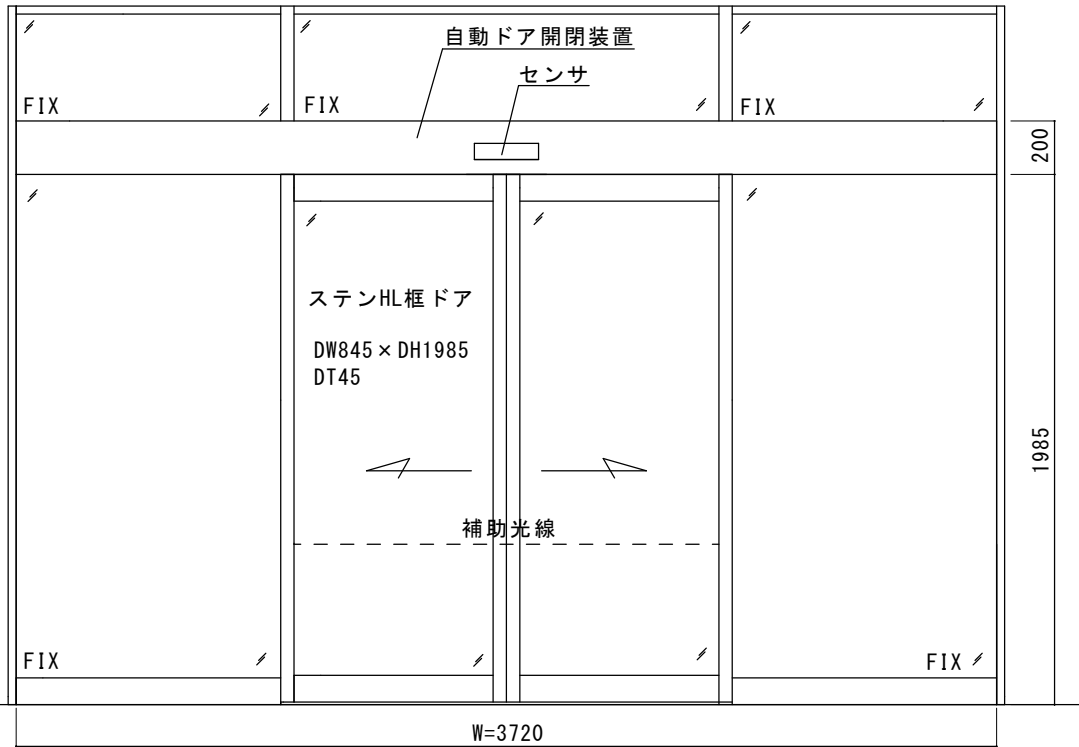 自動ドア開閉装置
センサ
FIX
FIX
FIX
200
ステンHL框ドア
DW845×DH1985
DT45
1985
補助光線
FIX
FIX
W=3720